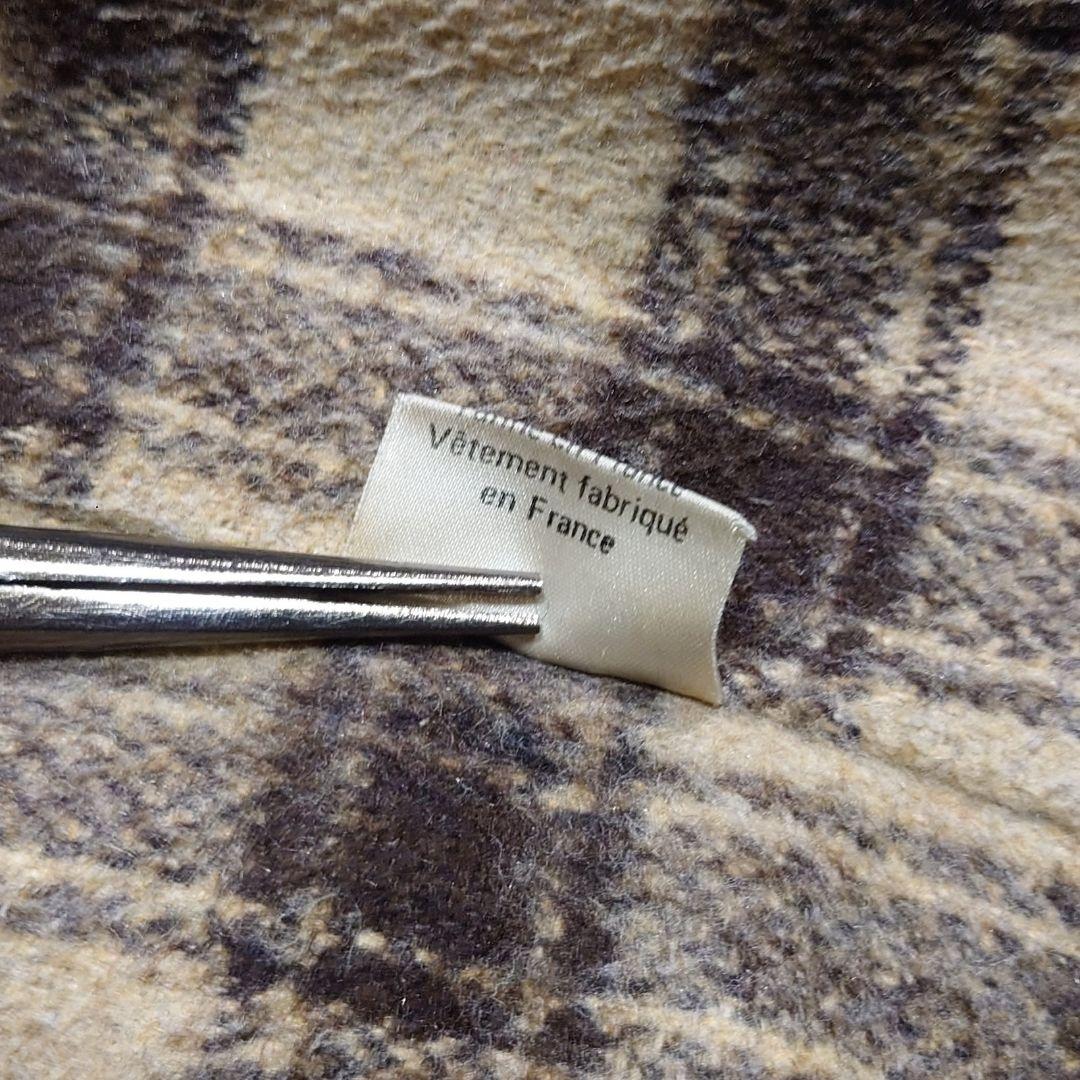 Vêtement fabriqué
en France